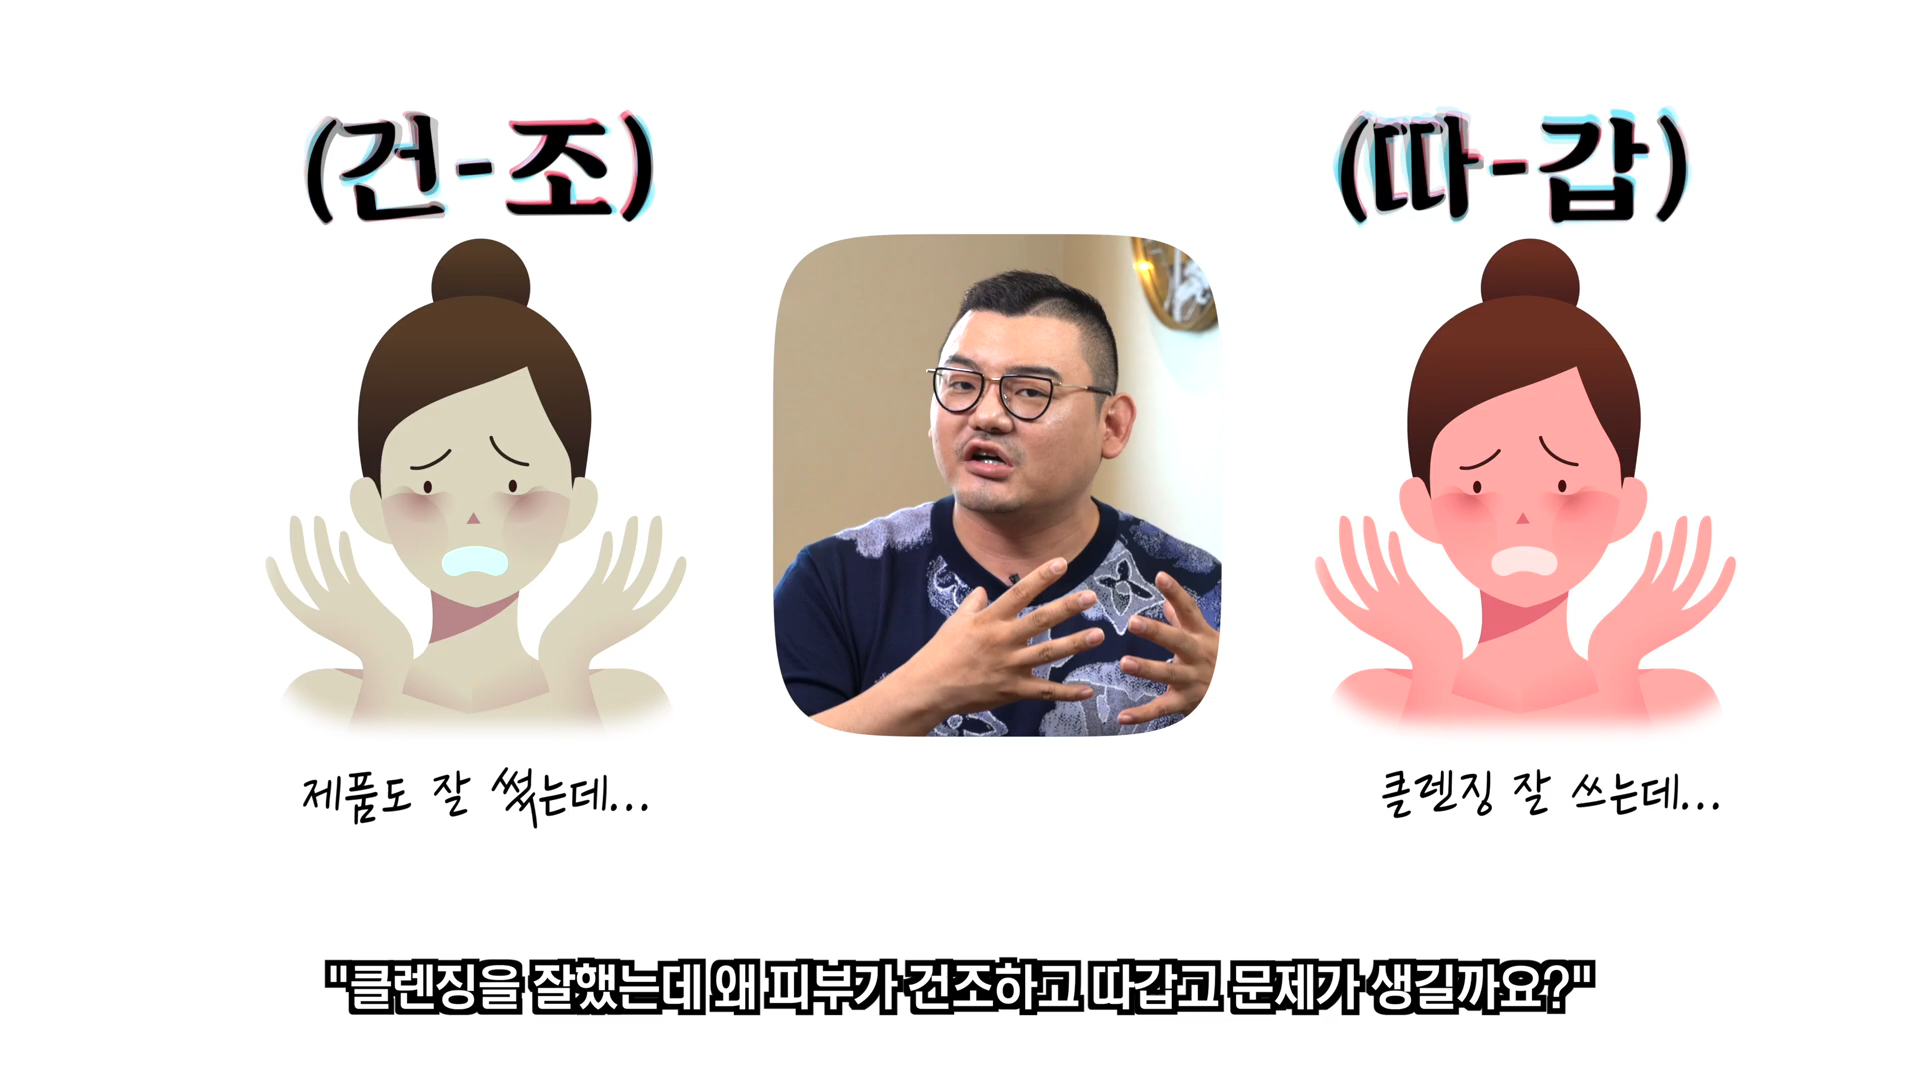 (건-조)
(따-갑)
제품도 잘 썼는데...
클렌징 잘 쓰는데...
"클렌징을 잘했는데 왜 피부가 건조하고 따갑고 문제가 생길까요?"